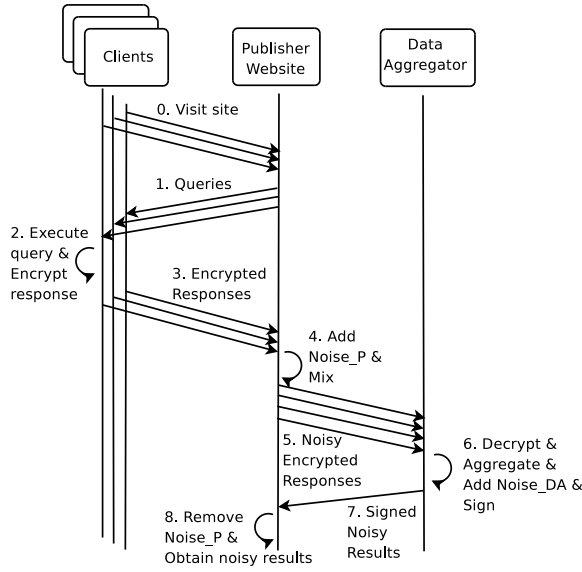 Clients
Publisher
Website
Data
Aggregator
0. Visit site
1. Queries
2. Execute
query &
Encrypt
response
3. Encrypted
Responses
4. Add
Noise_P &
Mix
5. Noisy
Encrypted
Responses
6. Decrypt &
Aggregate &
Add Noise_DA &
Sign
7. Signed
Noisy
Results
8. Remove
Noise_P &
Obtain noisy results